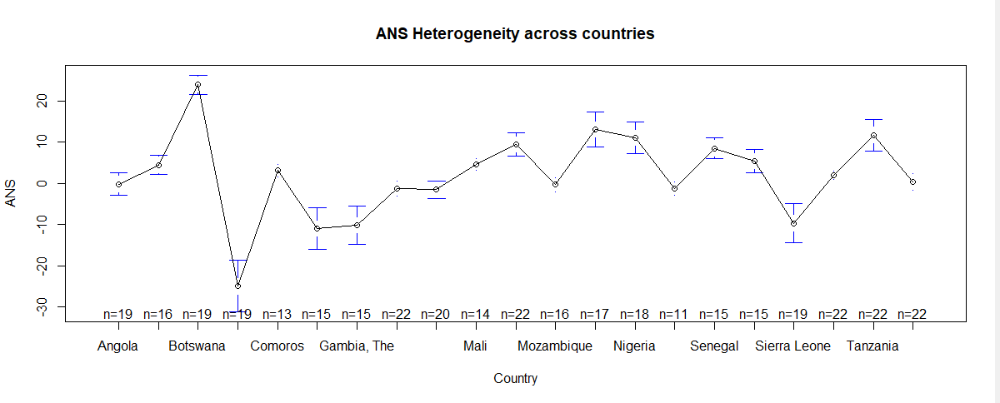 ANS Heterogeneity across countries
20
10
0
-10
-20
-30
ANS
n=19 n=16 n=19 n=19 n=13 n=15 n=15 n=22 n=20 n=14 n=22 n=16 n=17 n=18 n=11 n=15 n=15 n=19 n=22 n=22 n=22
Angola Botswana Comoros Gambia, The Mali Mozambique Nigeria Senegal Sierra Leone Tanzania
Country